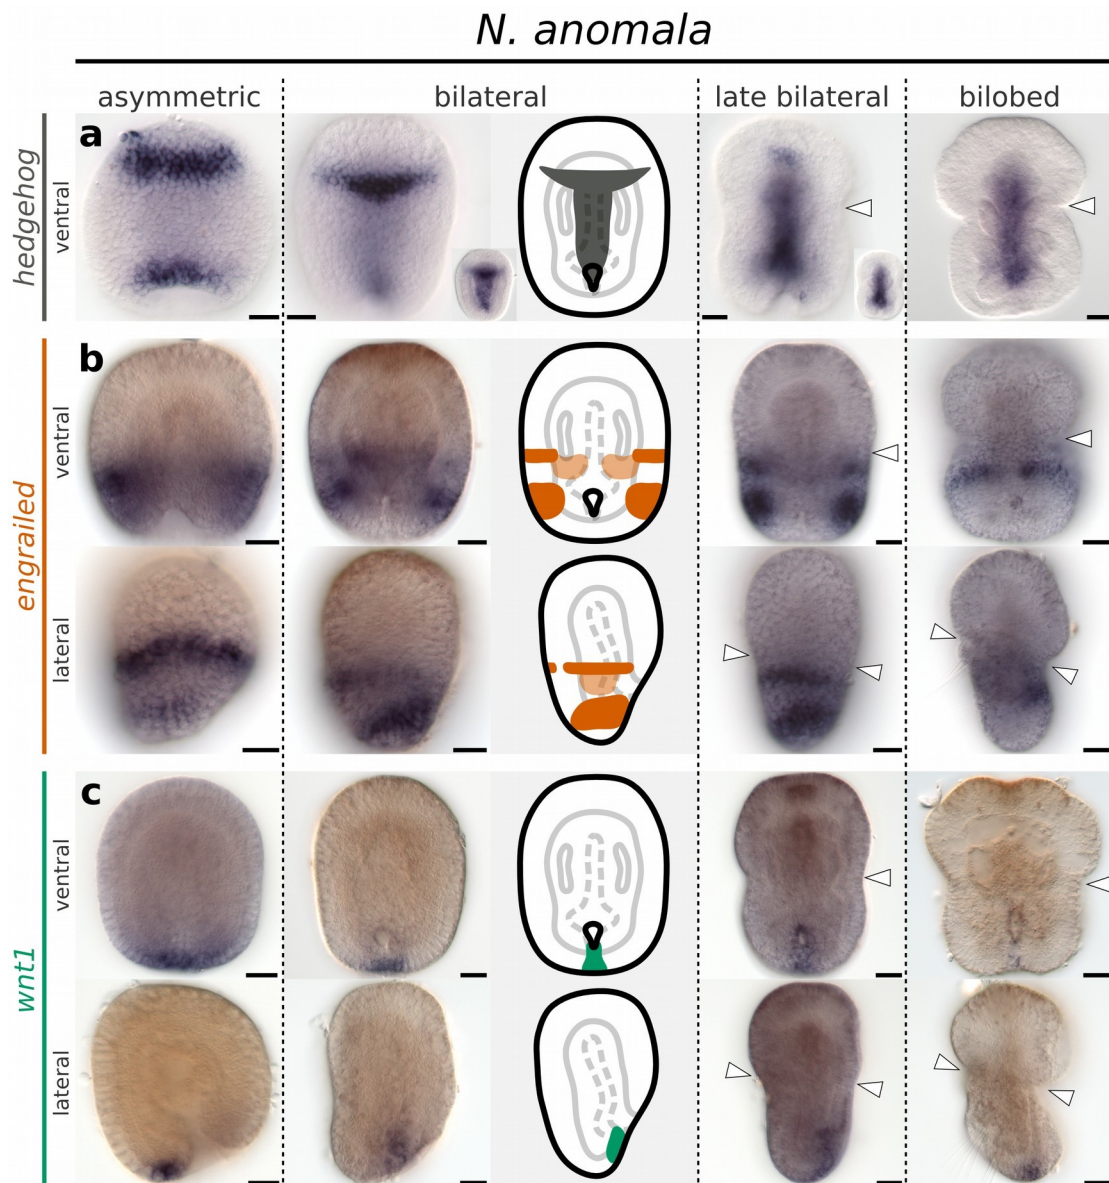 N. anomala
asymmetric bilateral late bilateral bilobed
a
hedgehog
ventral
b
engrailed
ventral
lateral
c
wnt1
ventral
lateral